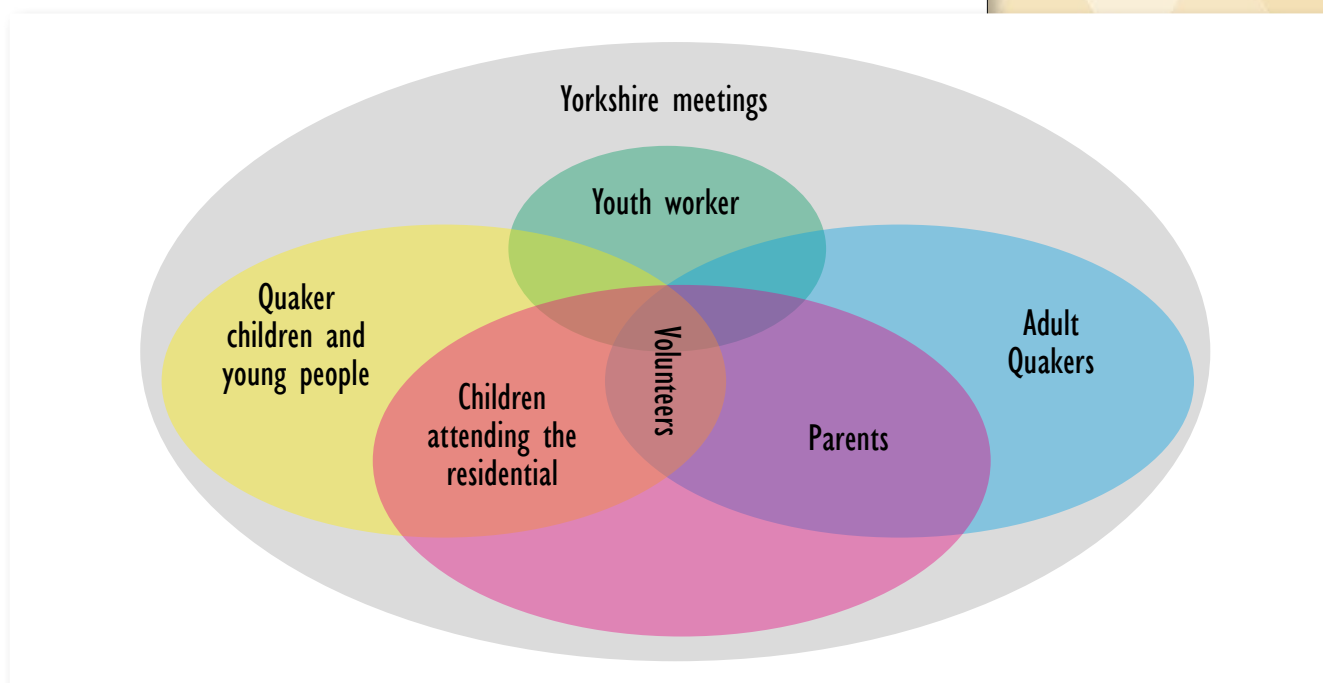 Yorkshire meetings
Youth worker
Quaker
children and
young people
Adult
Quakers
Children
attending the
residential
Volunteers
Parents